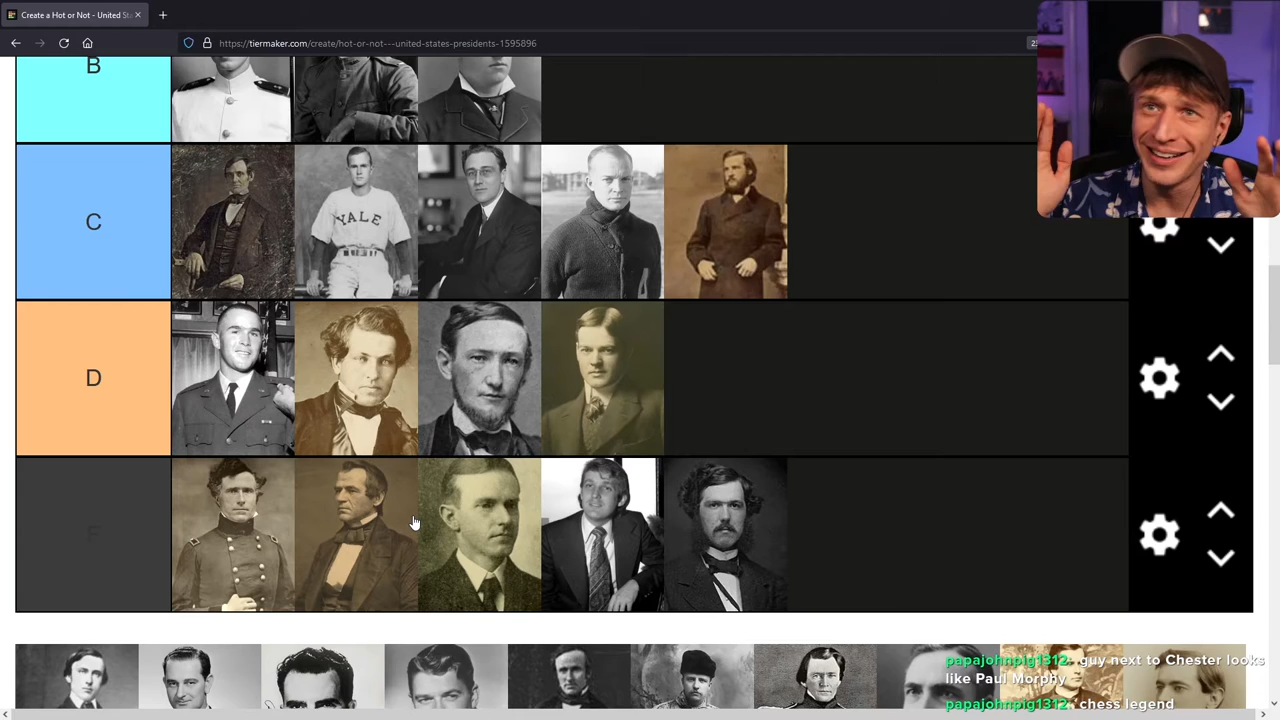 Create a Hot or Not - United St
https://tiermaker.com/create/hot-or-not---united-states-presidents-1595896
B
C
YALE
D
F
papajohnpig1312: guy next to Chester looks
like Paul Morphy
papajohnpig1312: chess legend